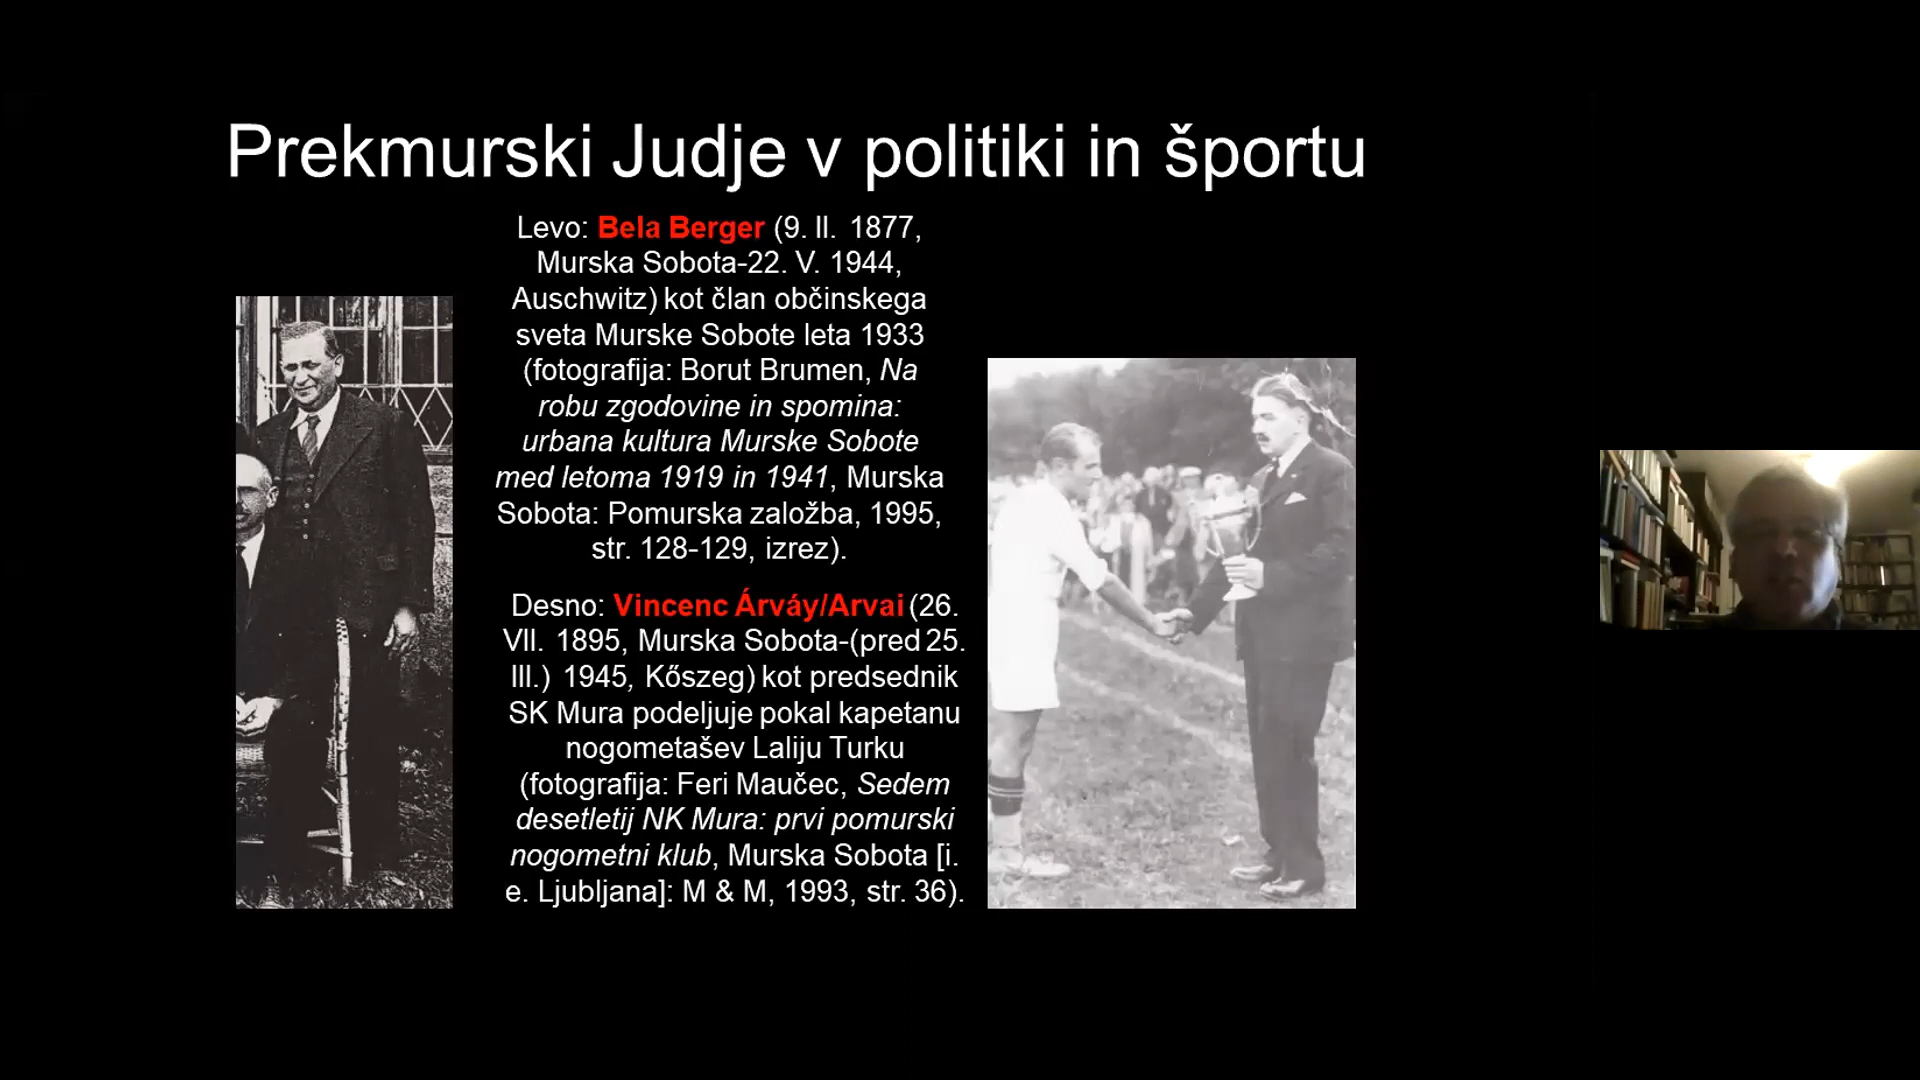 Prekmurski Judje v politiki in športu
Levo: Bela Berger (9. II. 1877,
Murska Sobota-22. V. 1944,
Auschwitz) kot član občinskega
sveta Murske Sobote leta 1933
(fotografija: Borut Brumen, Na
robu zgodovine in spomina:
urbana kultura Murske Sobote
med letoma 1919 in 1941, Murska
Sobota: Pomurska založba, 1995,
str. 128-129, izrez).
Desno: Vincenc Árváy/Arvai (26.
VII. 1895, Murska Sobota-(pred 25.
III.) 1945, Kőszeg) kot predsednik
SK Mura podeljuje pokal kapetanu
nogometašev Laliju Turku
(fotografija: Feri Maučec, Sedem
desetletij NK Mura: prvi pomurski
nogometni klub, Murska Sobota [i.
e. Ljubljana]: M & M, 1993, str. 36).